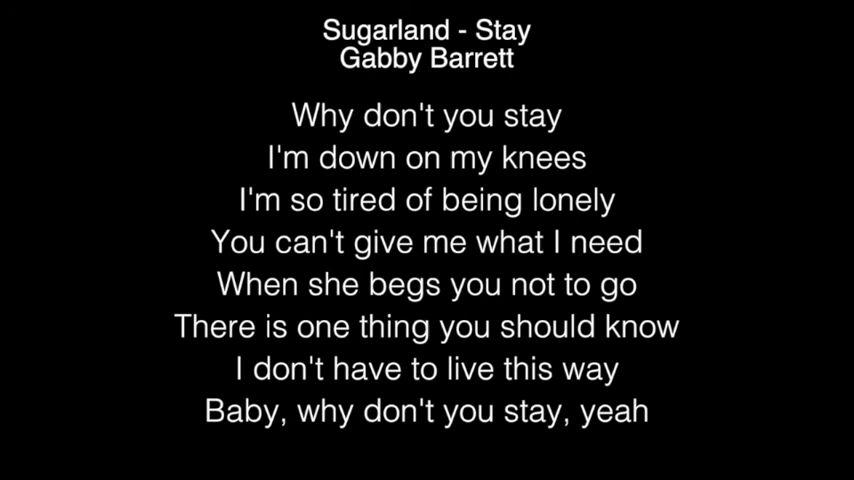 Sugarland - Stay
Gabby Barrett
Why don't you stay
I'm down on my knees
I'm so tired of being lonely
You can't give me what I need
When she begs you not to go
There is one thing you should know
I don't have to live this way
Baby, why don't you stay, yeah